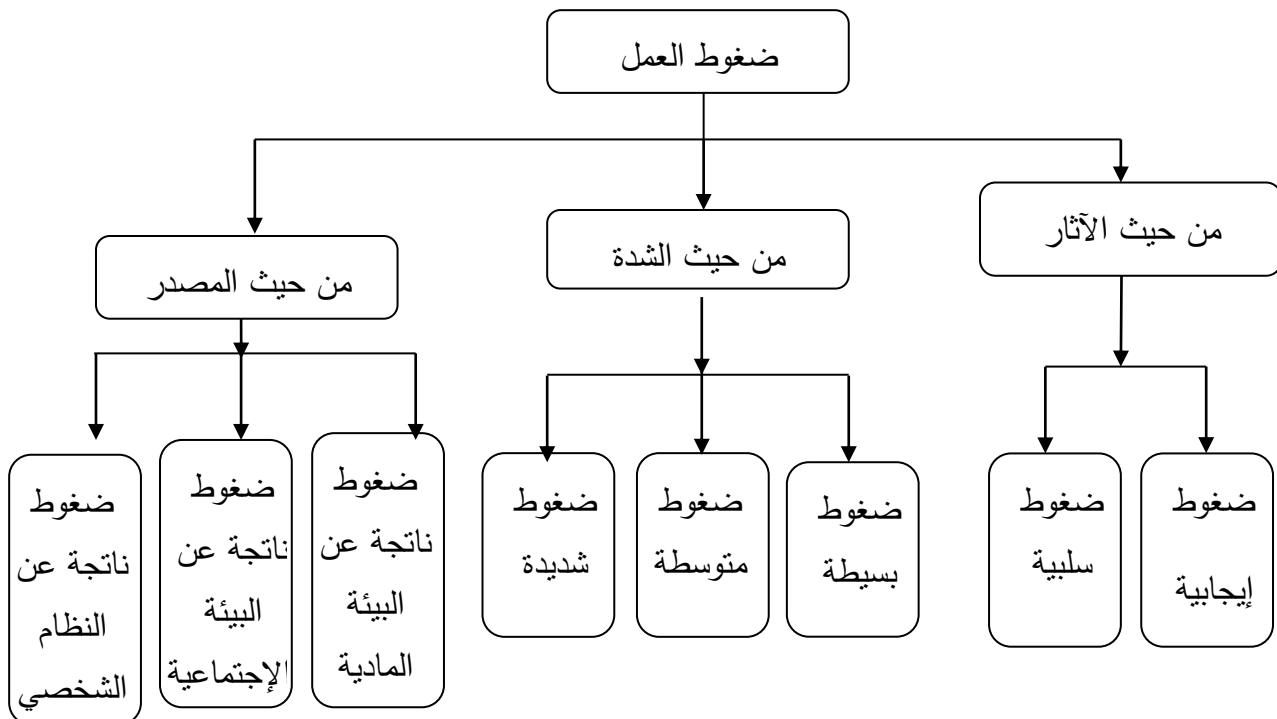 ضغوط العمل
من حيث الآثار
من حيث الشدة
من حيث المصدر
ضغوط
إيجابية
ضغوط
سلبية
ضغوط
بسيطة
ضغوط
متوسطة
ضغوط
شديدة
ضغوط
ناتجة عن
البيئة
المادية
ضغوط
ناتجة عن
البيئة
الإجتماعية
ضغوط
ناتجة عن
النظام
الشخصي